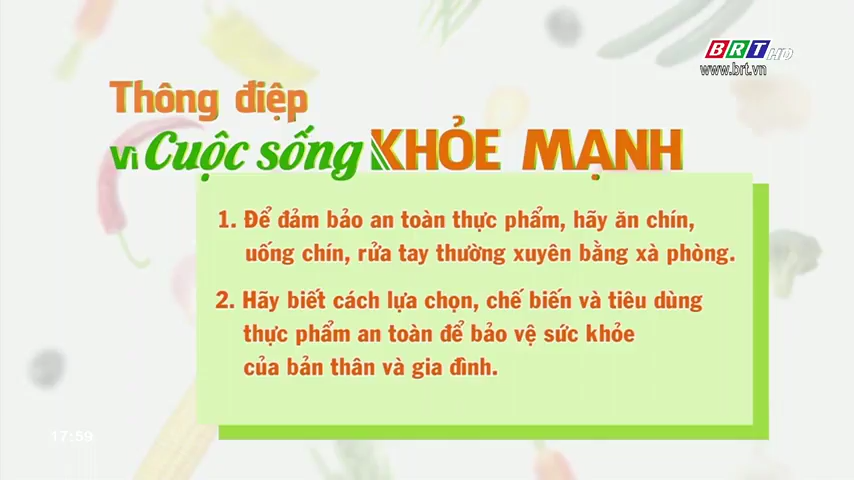 BRT HD
www.brt.vn
Thông điệp
Vì Cuộc sống KHỎE MẠNH
1. Để đảm bảo an toàn thực phẩm, hãy ăn chín,
uống chín, rửa tay thường xuyên bằng xà phòng.
2. Hãy biết cách lựa chọn, chế biến và tiêu dùng
thực phẩm an toàn để bảo vệ sức khỏe
của bản thân và gia đình.
17:59